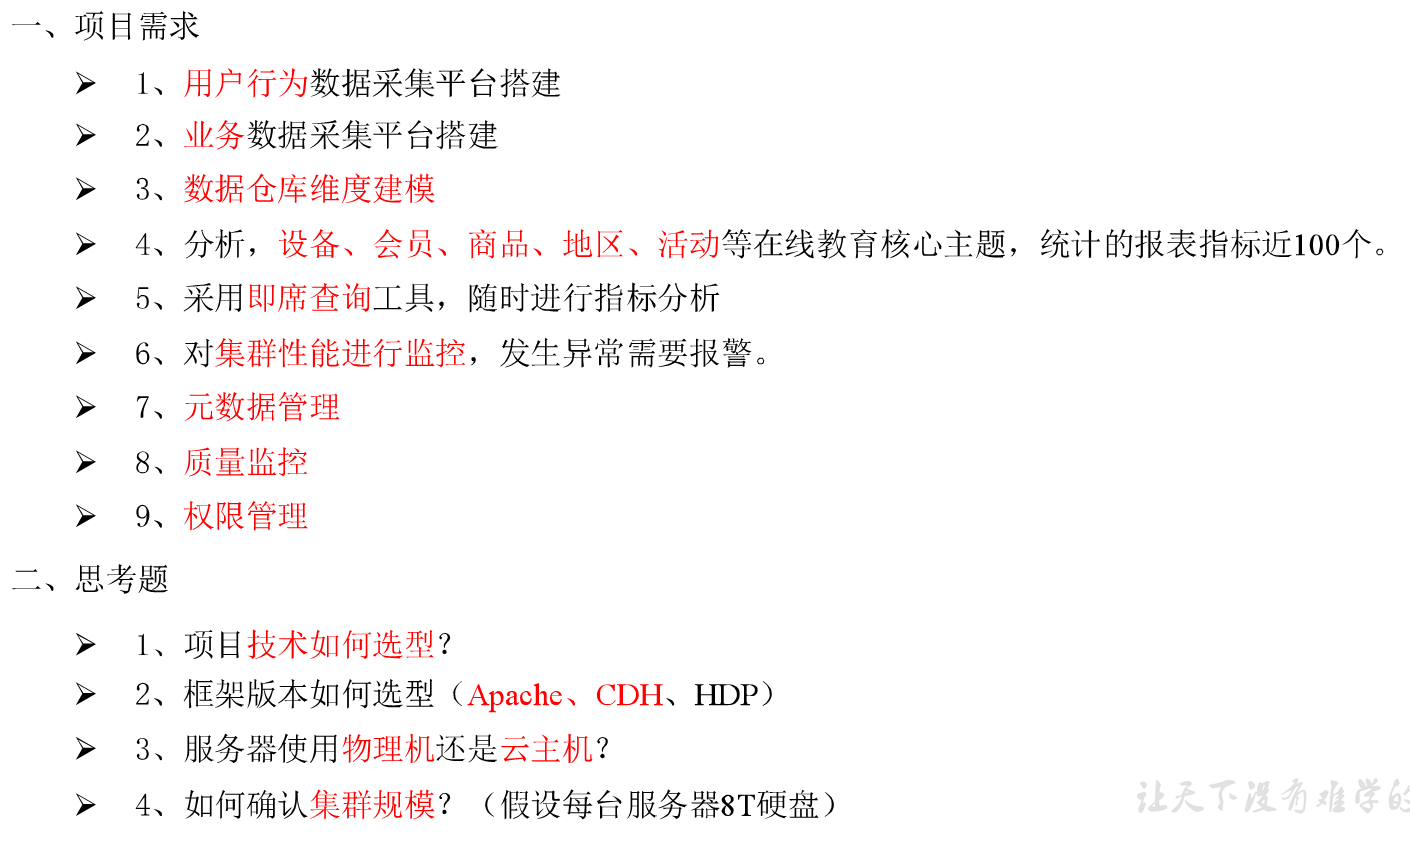 一、项目需求
➢ 1、用户行为数据采集平台搭建
➢ 2、业务数据采集平台搭建
➢ 3、数据仓库维度建模
➢ 4、分析，设备、会员、商品、地区、活动等在线教育核心主题，统计的报表指标近100个。
➢ 5、采用即席查询工具，随时进行指标分析
➢ 6、对集群性能进行监控，发生异常需要报警。
➢ 7、元数据管理
➢ 8、质量监控
➢ 9、权限管理
二、思考题
➢ 1、项目技术如何选型？
➢ 2、框架版本如何选型（Apache、CDH、HDP）
➢ 3、服务器使用物理机还是云主机？
➢ 4、如何确认集群规模？（假设每台服务器8T硬盘）
让天下没有难学的